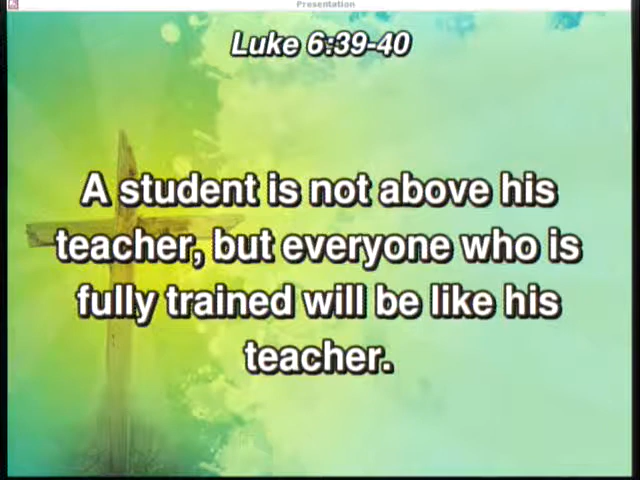 Presentation
Luke 6:39-40
A student is not above his
teacher, but everyone who is
fully trained will be like his
teacher.